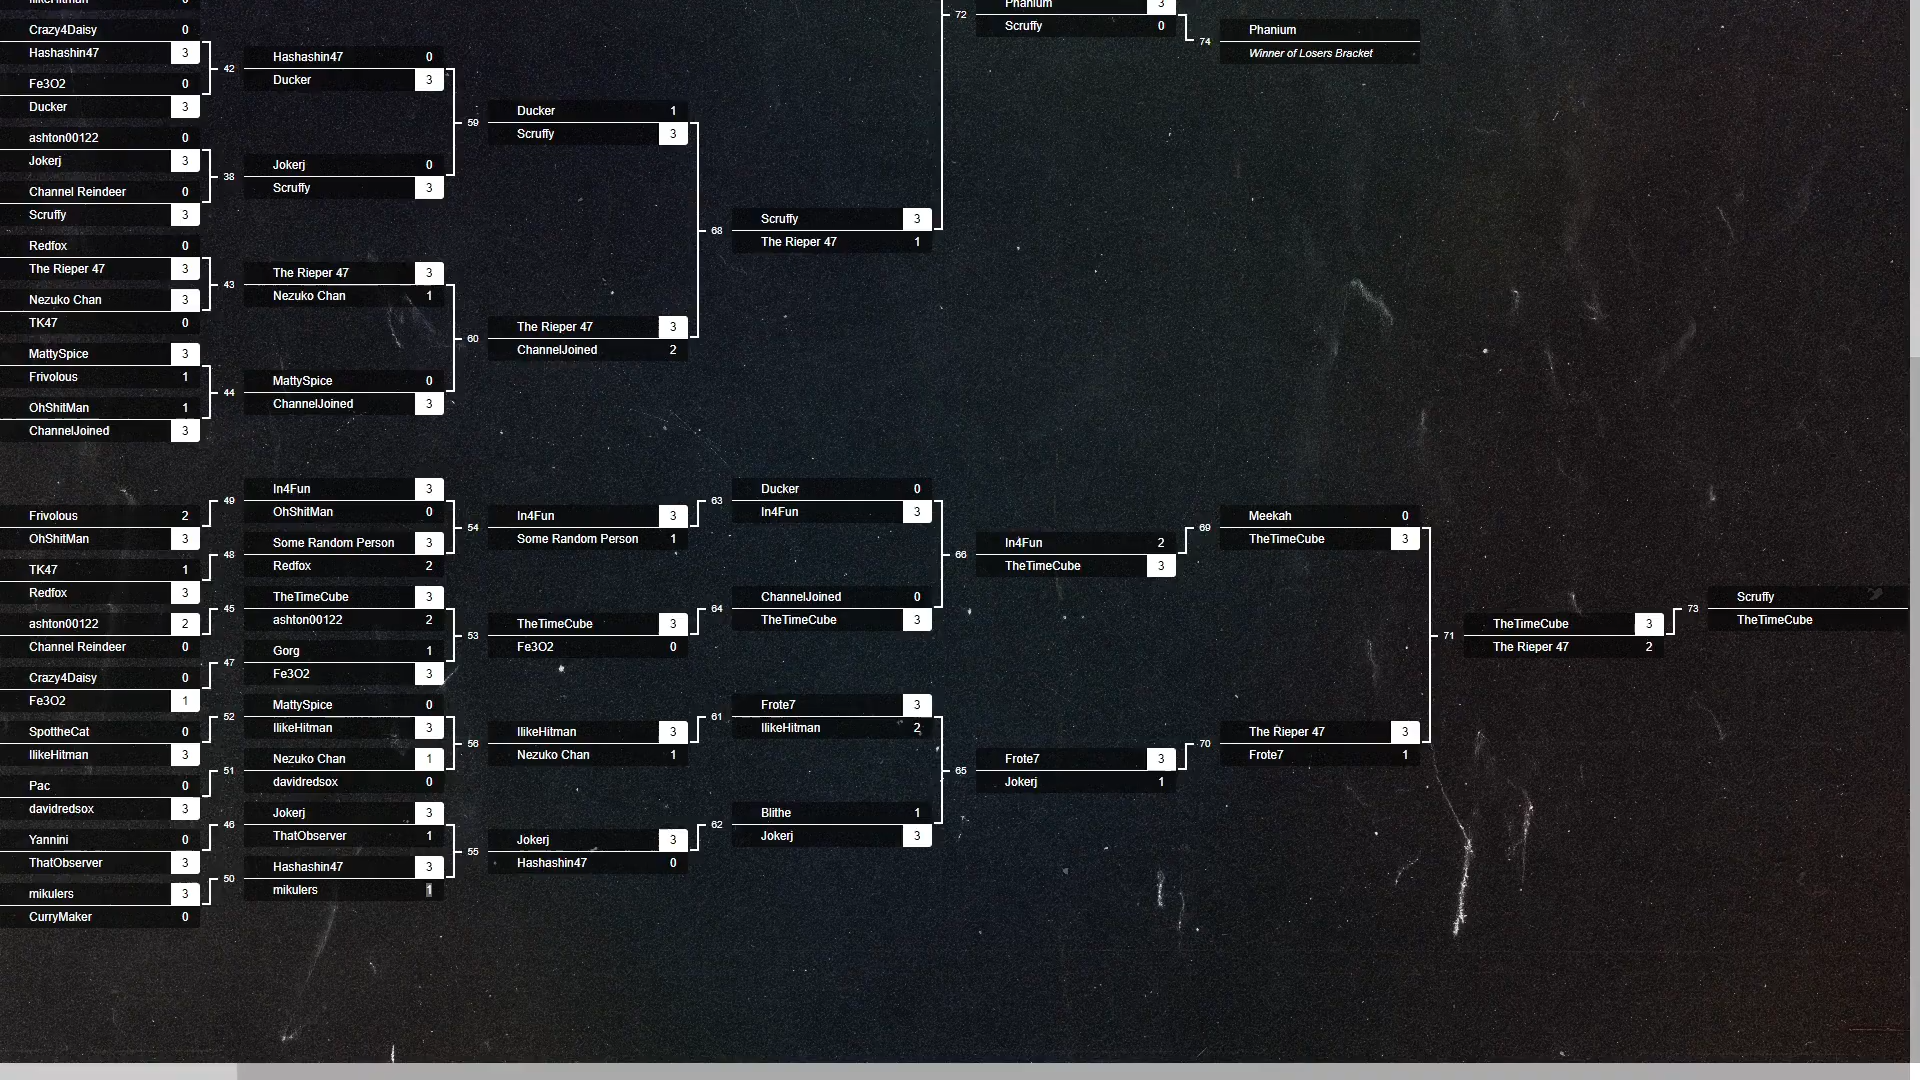 IlikeHitman 0
Crazy4Daisy 0
Hashashin47 3
Fe3O2 0
Ducker 3
ashton00122 0
Jokerj 3
Channel Reindeer 0
Scruffy 3
Redfox 0
The Rieper 47 3
Nezuko Chan 3
TK47 0
MattySpice 3
Frivolous 1
OhShitMan 1
ChannelJoined 3
42
38
43
44
Hashashin47 0
Ducker 3
Jokerj 0
Scruffy 3
The Rieper 47 3
Nezuko Chan 1
MattySpice 0
ChannelJoined 3
59
60
Ducker 1
Scruffy 3
The Rieper 47 3
ChannelJoined 2
68
Scruffy 3
The Rieper 47 1
72
Phanium 3
Scruffy 0
74
Phanium
Winner of Losers Bracket
Frivolous 2
OhShitMan 3
TK47 1
Redfox 3
ashton00122 2
Channel Reindeer 0
Crazy4Daisy 0
Fe3O2 1
SpottheCat 0
IlikeHitman 3
Pac 0
davidredsox 3
Yannini 0
ThatObserver 3
mikulers 3
CurryMaker 0
49
48
45
47
52
51
46
50
In4Fun 3
OhShitMan 0
Some Random Person 3
Redfox 2
TheTimeCube 3
ashton00122 2
Gorg 1
Fe3O2 3
MattySpice 0
IlikeHitman 3
Nezuko Chan 1
davidredsox 0
Jokerj 3
ThatObserver 1
Hashashin47 3
mikulers 1
54
53
56
55
In4Fun 3
Some Random Person 1
TheTimeCube 3
Fe3O2 0
IlikeHitman 3
Nezuko Chan 1
Jokerj 3
Hashashin47 0
63
64
61
62
Ducker 0
In4Fun 3
ChannelJoined 0
TheTimeCube 3
Frote7 3
IlikeHitman 2
Blithe 1
Jokerj 3
66
65
In4Fun 2
TheTimeCube 3
Frote7 3
Jokerj 1
69
70
Meekah 0
TheTimeCube 3
The Rieper 47 3
Frote7 1
71
TheTimeCube 3
The Rieper 47 2
73
Scruffy
TheTimeCube